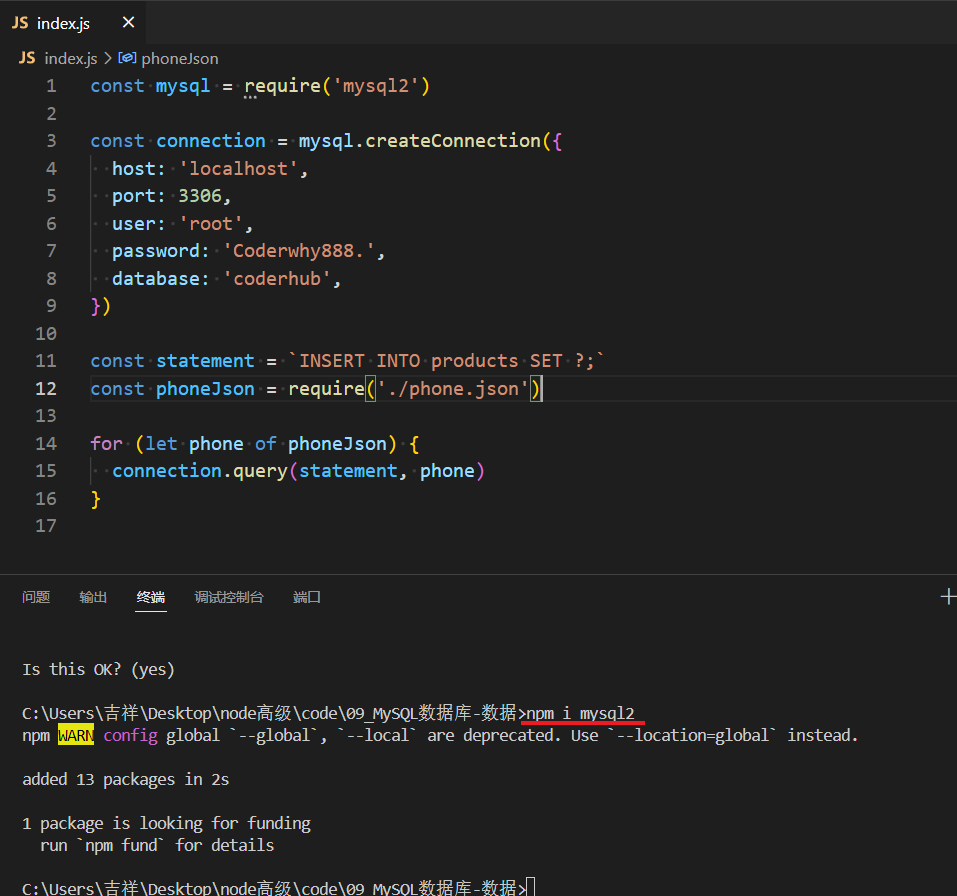 JS index.js
JS index.js > phoneJson
1 const mysql = require('mysql2')
2
3 const connection = mysql.createConnection({
4   host: 'localhost',
5   port: 3306,
6   user: 'root',
7   password: 'Coderwhy888.',
8   database: 'coderhub',
9 })
10
11 const statement = `INSERT INTO products SET ?;`
12 const phoneJson = require('./phone.json')
13
14 for (let phone of phoneJson) {
15   connection.query(statement, phone)
16 }
17
问题 输出 终端 调试控制台 端口
Is this OK? (yes)
C:\Users\吉祥\Desktop\node高级\code\09_MySQL数据库-数据>npm i mysql2
npm WARN config global `--global`, `--local` are deprecated. Use `--location=global` instead.
added 13 packages in 2s
1 package is looking for funding
  run `npm fund` for details
C:\Users\吉祥\Desktop\node高级\code\09_MySQL数据库-数据>